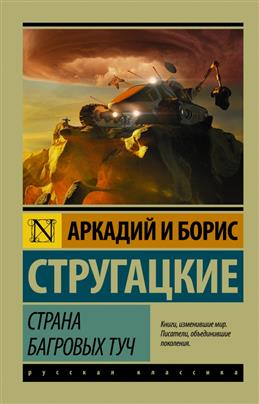 N
АРКАДИЙ И БОРИС
СТРУГАЦКИЕ
СТРАНА
БАГРОВЫХ ТУЧ
Книги, изменившие мир.
Писатели, объединившие
поколения.
русская классика